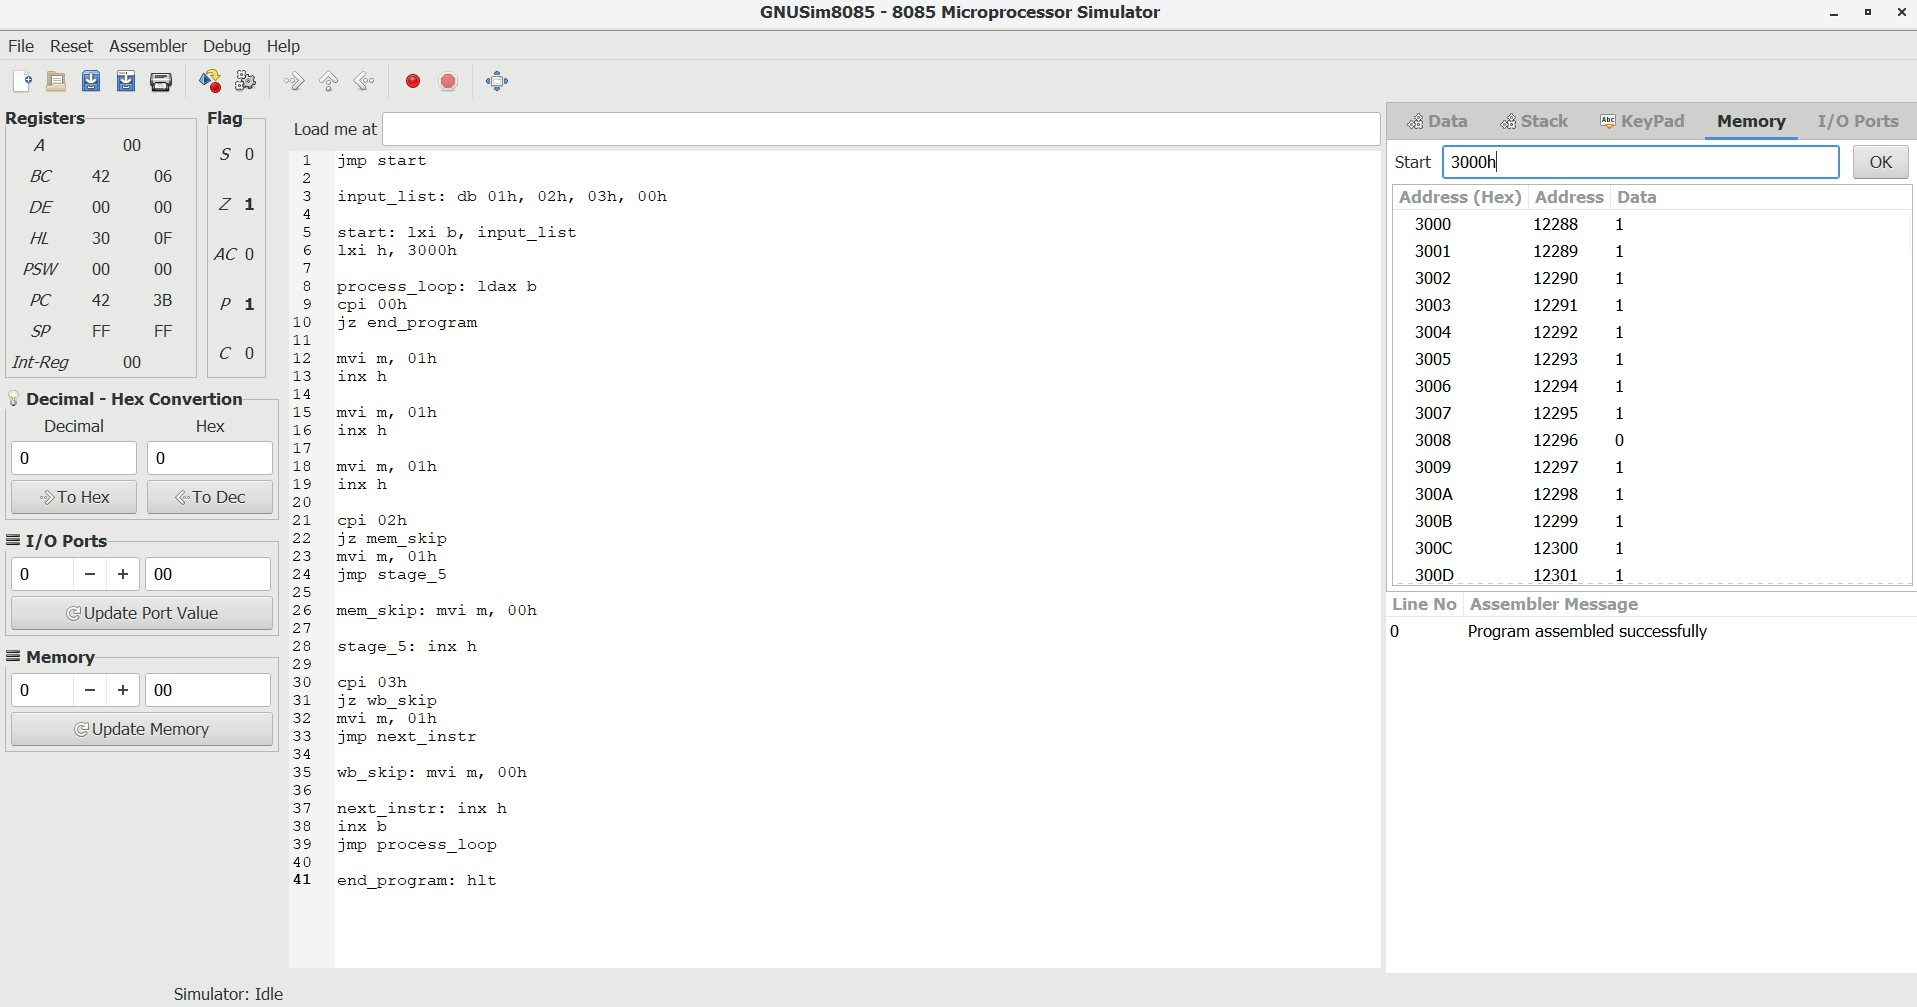 GNUSim8085 - 8085 Microprocessor Simulator
File Reset Assembler Debug Help
Registers
A 00
BC 42 06
DE 00 00
HL 30 0F
PSW 00 00
PC 42 3B
SP FF FF
Int-Reg 00
Flag
S 0
Z 1
AC 0
P 1
C 0
Decimal - Hex Convertion
Decimal Hex
0 0
To Hex To Dec
I/O Ports
0 − + 00
Update Port Value
Memory
0 − + 00
Update Memory
Load me at
1 jmp start
2
3 input_list: db 01h, 02h, 03h, 00h
4
5 start: lxi b, input_list
6 lxi h, 3000h
7
8 process_loop: ldax b
9 cpi 00h
10 jz end_program
11
12 mvi m, 01h
13 inx h
14
15 mvi m, 01h
16 inx h
17
18 mvi m, 01h
19 inx h
20
21 cpi 02h
22 jz mem_skip
23 mvi m, 01h
24 jmp stage_5
25
26 mem_skip: mvi m, 00h
27
28 stage_5: inx h
29
30 cpi 03h
31 jz wb_skip
32 mvi m, 01h
33 jmp next_instr
34
35 wb_skip: mvi m, 00h
36
37 next_instr: inx h
38 inx b
39 jmp process_loop
40
41 end_program: hlt
Data Stack Abc KeyPad Memory I/O Ports
Start 3000h OK
Address (Hex) Address Data
3000 12288 1
3001 12289 1
3002 12290 1
3003 12291 1
3004 12292 1
3005 12293 1
3006 12294 1
3007 12295 1
3008 12296 0
3009 12297 1
300A 12298 1
300B 12299 1
300C 12300 1
300D 12301 1
Line No Assembler Message
0 Program assembled successfully
Simulator: Idle